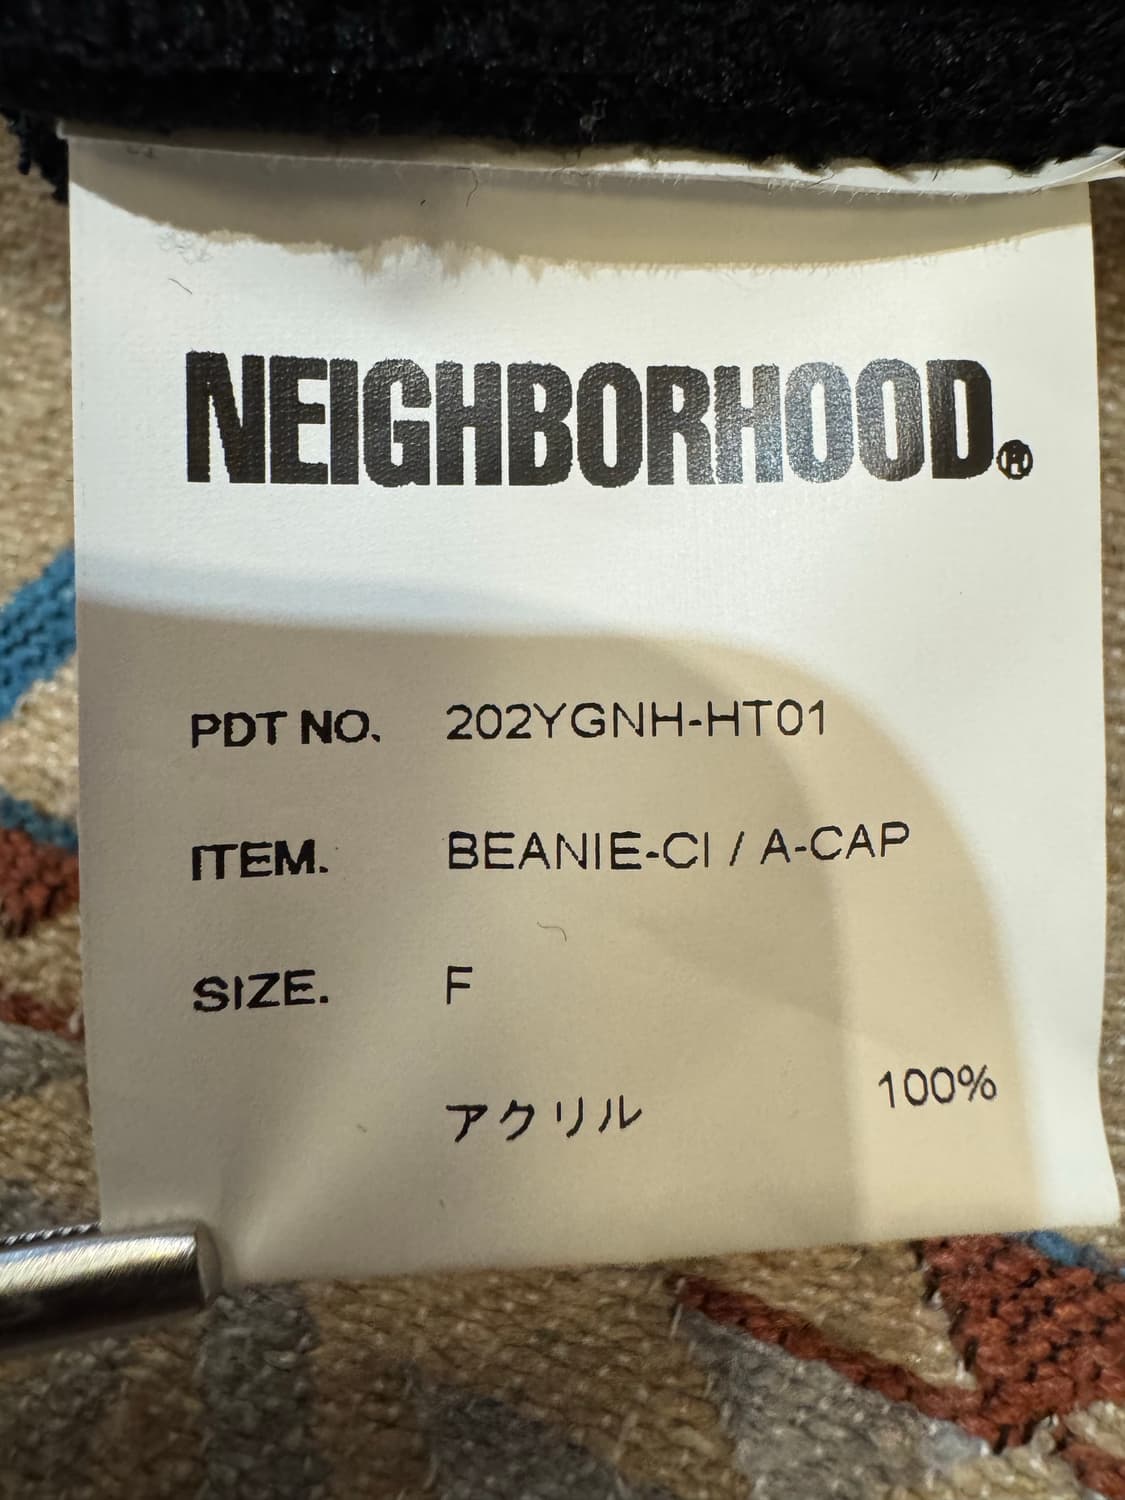 NEIGHBORHOOD.®
PDT NO. 202YGNH-HT01
ITEM. BEANIE-CI / A-CAP
SIZE. F
アクリル 100%